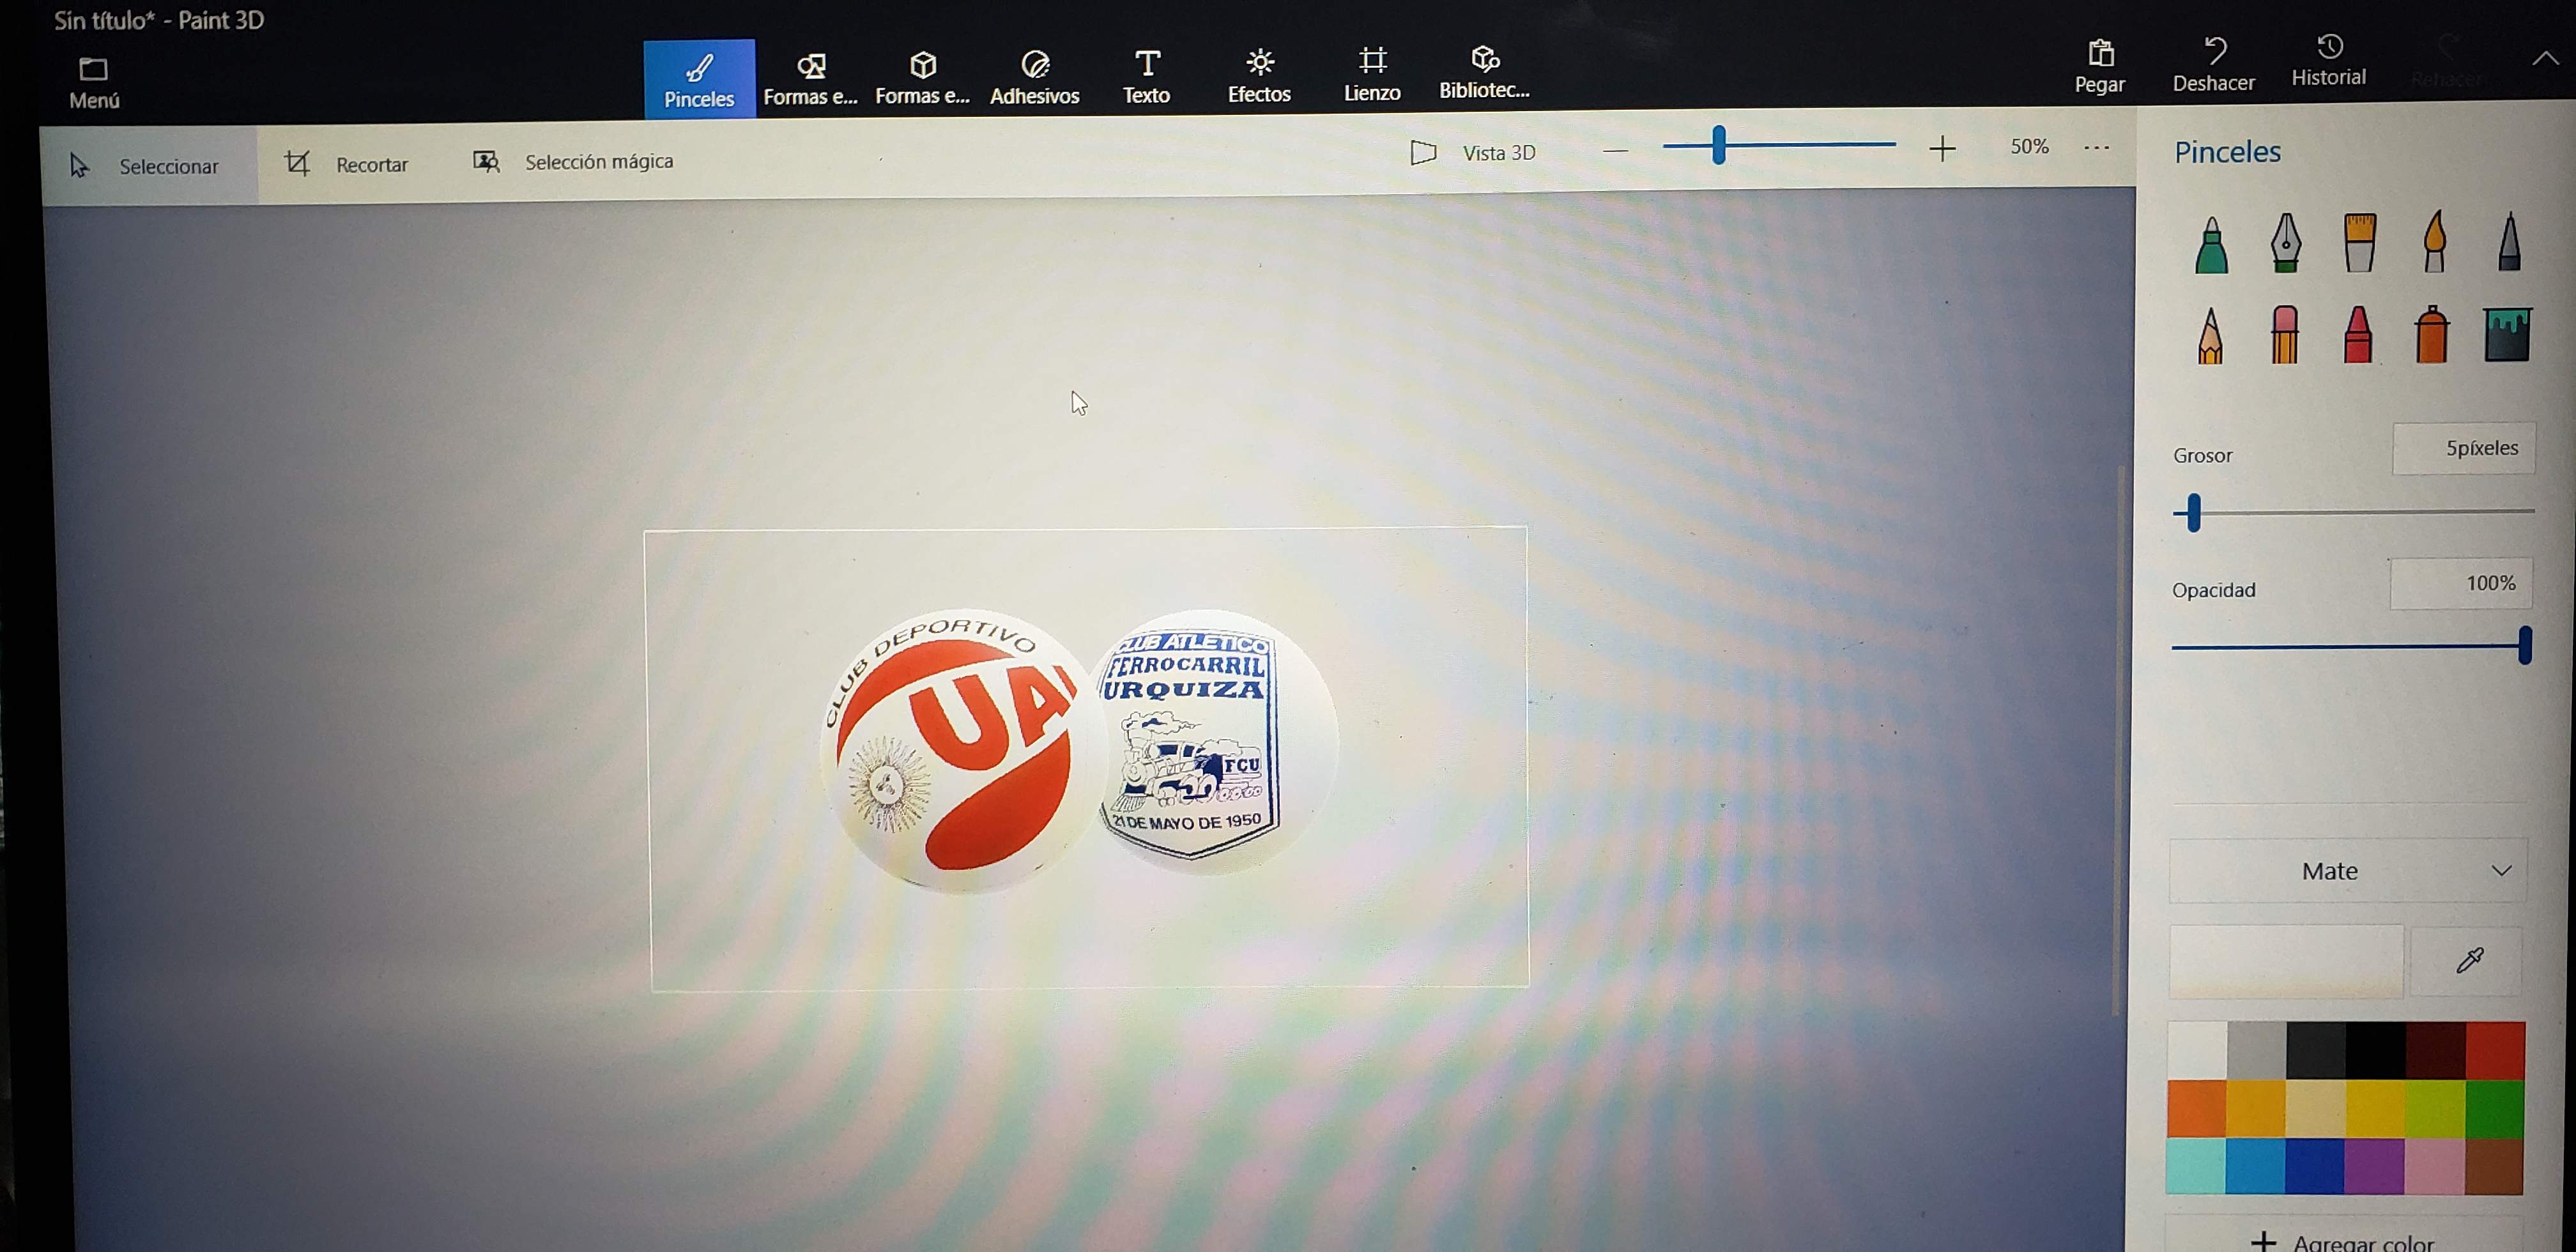 Sin título* - Paint 3D
Menú
Pinceles
Formas e...
Formas e...
Adhesivos
Texto
Efectos
Lienzo
Bibliotec...
Pegar
Deshacer
Historial
Rehacer
Seleccionar
Recortar
Selección mágica
Vista 3D
50%
Pinceles
Grosor
5píxeles
Opacidad
100%
CLUB DEPORTIVO
UAI
CLUB ATLETICO
FERROCARRIL
URQUIZA
FCU
21 DE MAYO DE 1950
Mate
Agregar color